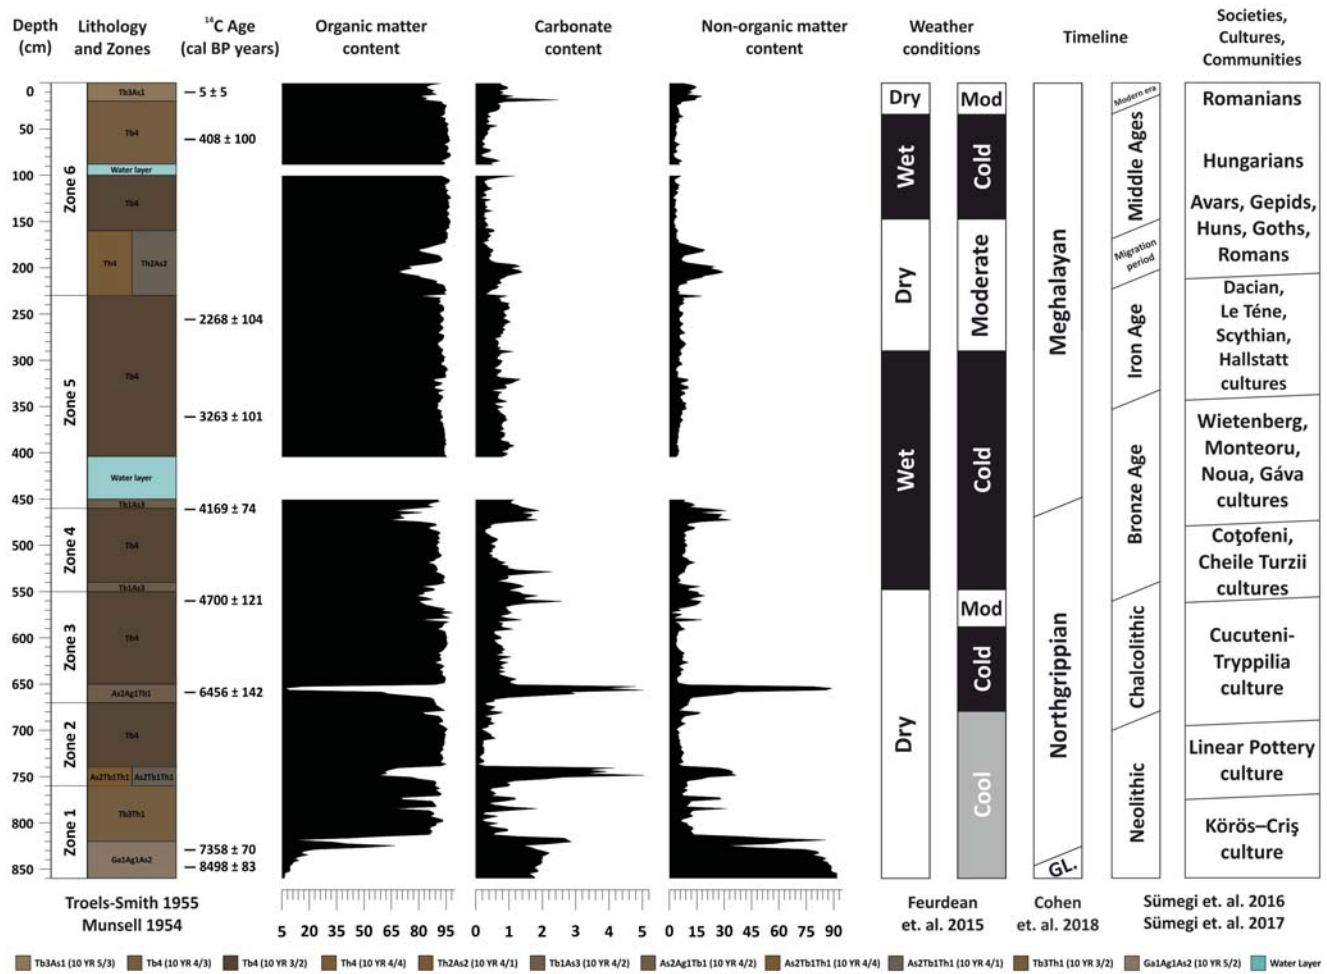 Depth
(cm)
Lithology
and Zones
14C Age
(cal BP years)
Organic matter
content
Carbonate
content
Non-organic matter
content
Weather
conditions
Timeline
Societies,
Cultures,
Communities
0
50
100
150
200
250
300
350
400
450
500
550
600
650
700
750
800
850
Zone 6
Zone 5
Zone 4
Zone 3
Zone 2
Zone 1
Tb3As1
Tb4
Water layer
Tb4
Th4
Th2As2
Tb4
Water layer
Tb1As3
Tb4
Tb1As3
Tb4
As2Ag1Tb1
Tb4
As2Tb1Th1
As2Tb1Th1
Tb3Th1
Ga1Ag1As2
5 ± 5
408 ± 100
2268 ± 104
3263 ± 101
4169 ± 74
4700 ± 121
6456 ± 142
7358 ± 70
8498 ± 83
5 20 35 50 65 80 95
0 1 2 3 4 5
0 15 30 45 60 75 90
Dry
Wet
Dry
Wet
Dry
Mod
Cold
Moderate
Cold
Mod
Cold
Cool
Meghalayan
Northgrippian
GL.
Modern era
Middle Ages
Migration
period
Iron Age
Bronze Age
Chalcolithic
Neolithic
Romanians
Hungarians
Avars, Gepids,
Huns, Goths,
Romans
Dacian,
Le Téne,
Scythian,
Hallstatt
cultures
Wietenberg,
Monteoru,
Noua, Gáva
cultures
Coţofeni,
Cheile Turzii
cultures
Cucuteni-
Tryppilia
culture
Linear Pottery
culture
Körös–Criş
culture
Troels-Smith 1955
Munsell 1954
Feurdean
et. al. 2015
Cohen
et. al. 2018
Sümegi et. al. 2016
Sümegi et. al. 2017
Tb3As1 (10 YR 5/3)
Tb4 (10 YR 4/3)
Tb4 (10 YR 3/2)
Th4 (10 YR 4/4)
Th2As2 (10 YR 4/1)
Tb1As3 (10 YR 4/2)
As2Ag1Tb1 (10 YR 4/2)
As2Tb1Th1 (10 YR 4/4)
As2Tb1Th1 (10 YR 4/1)
Tb3Th1 (10 YR 3/2)
Ga1Ag1As2 (10 YR 5/2)
Water Layer